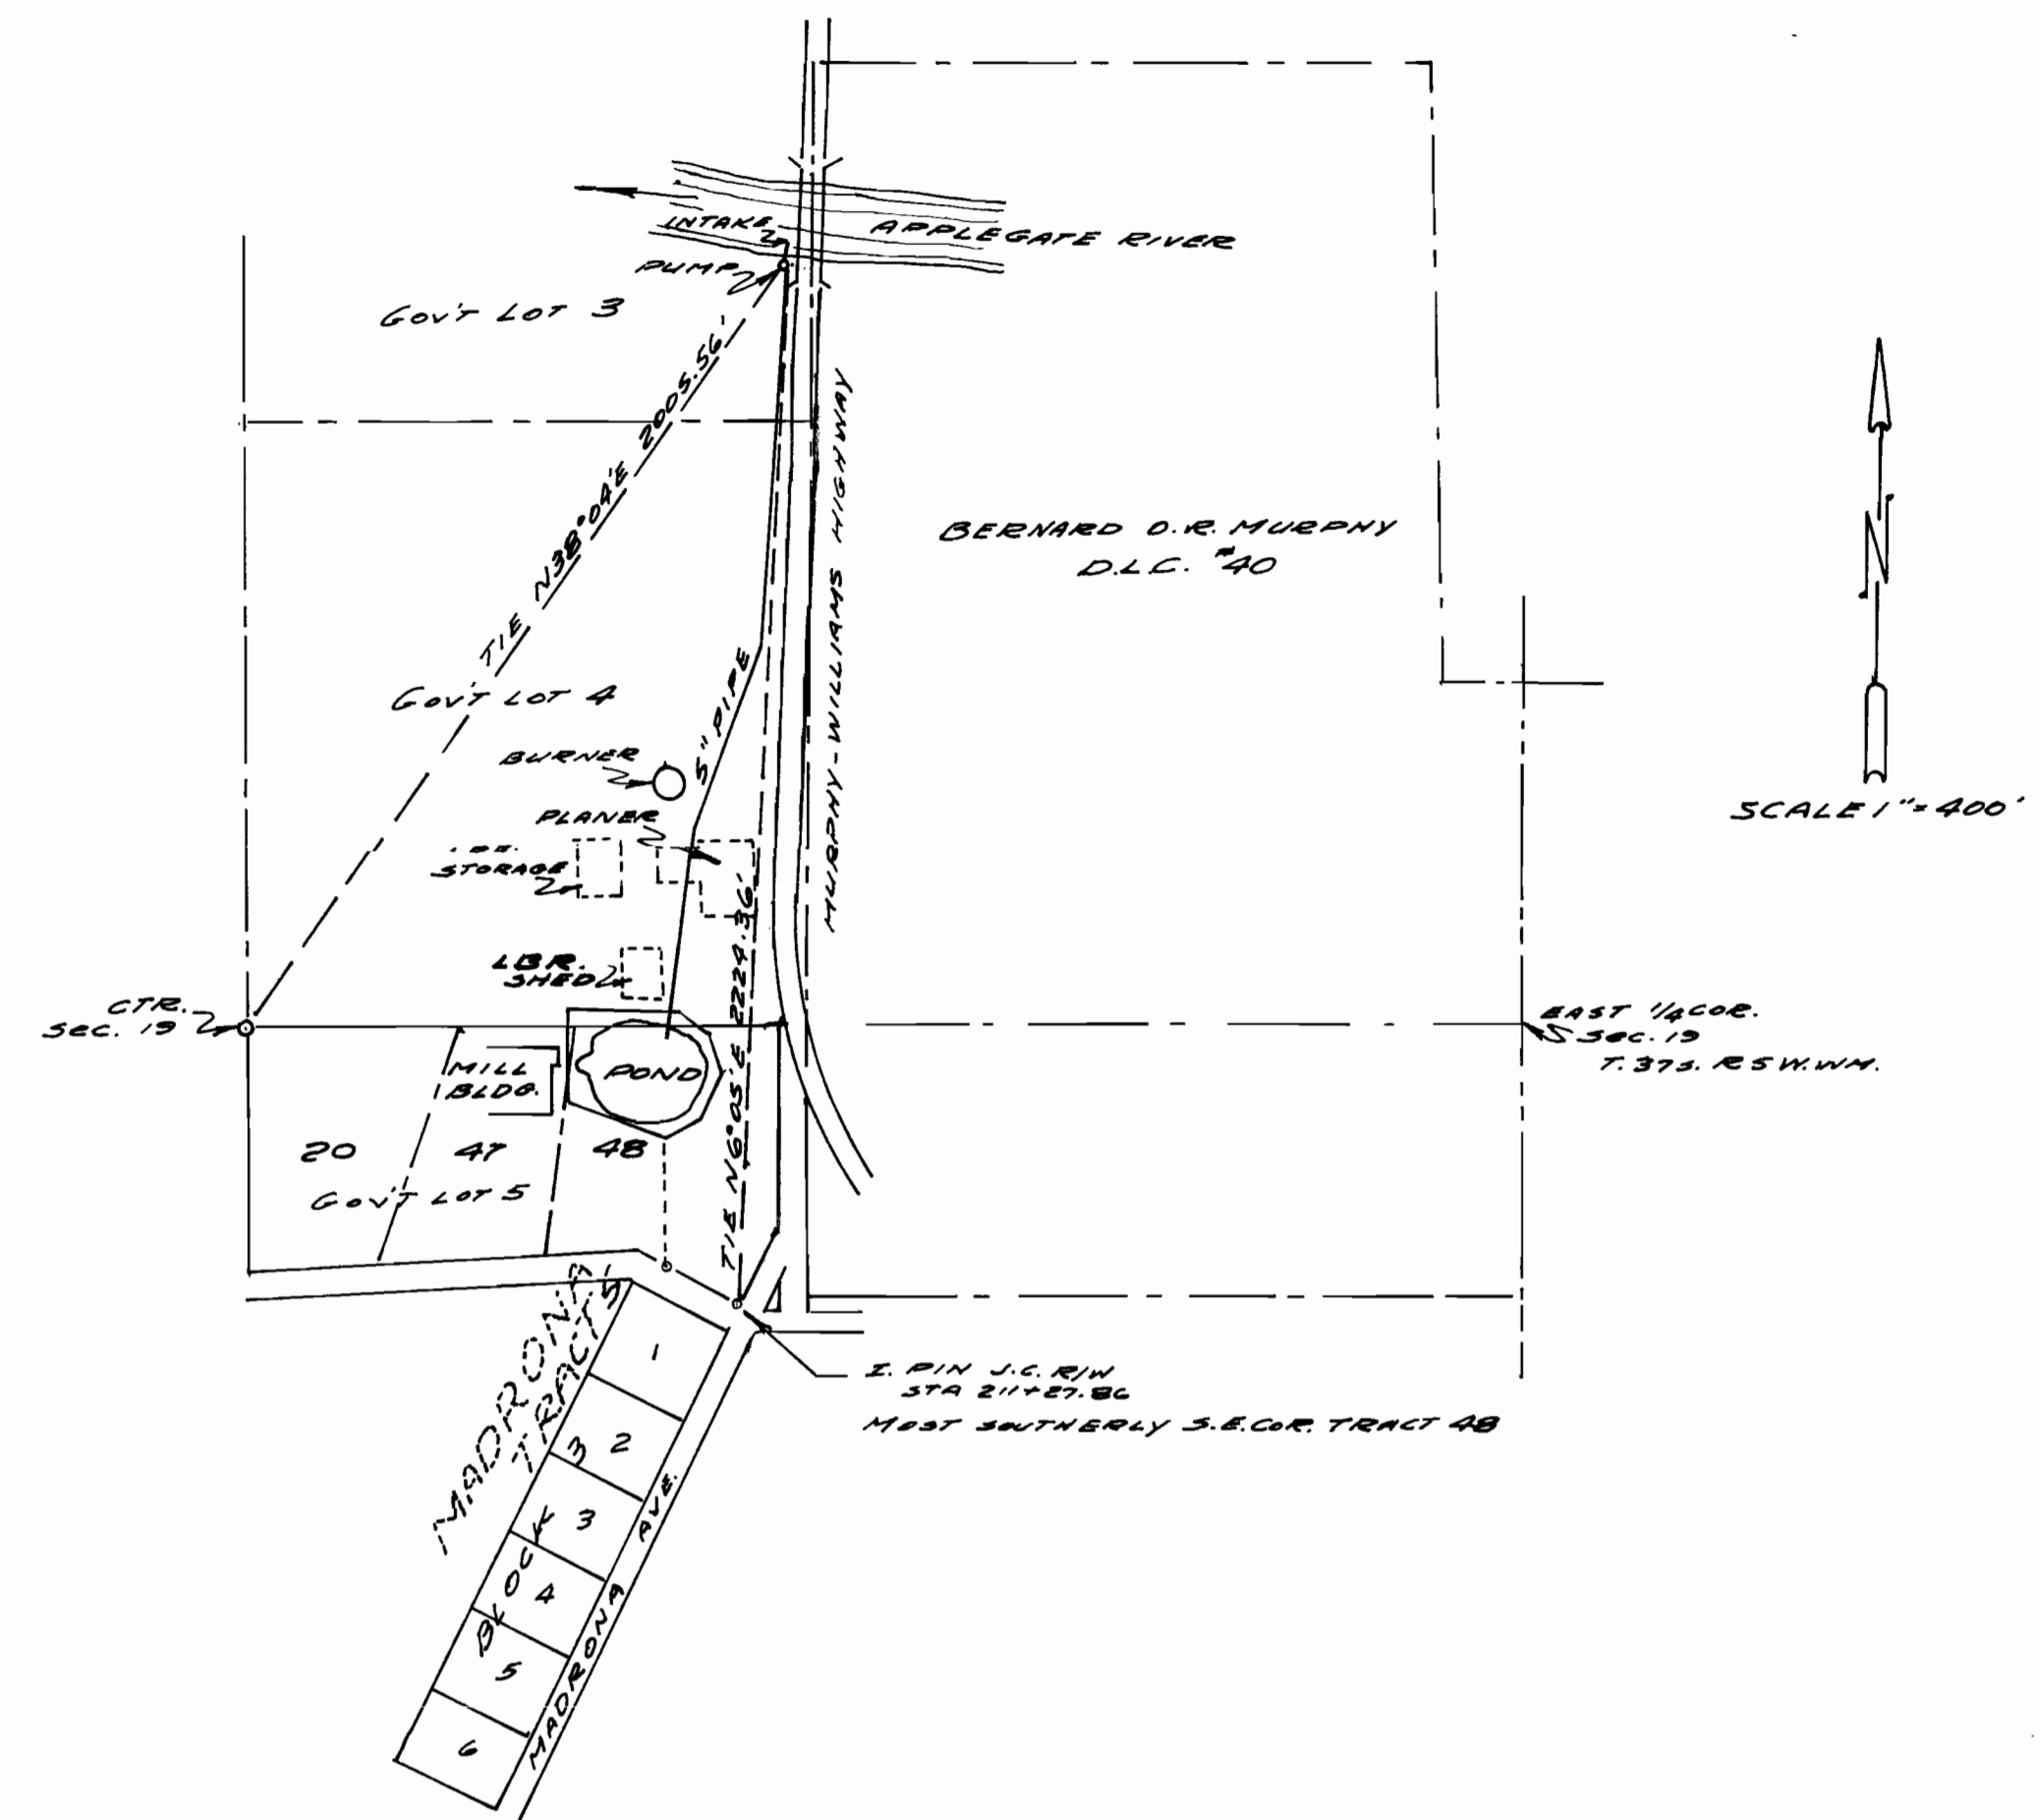 INTAKE
APPLEGATE RIVER
PUMP
GOV'T LOT 3
TIE N38°04'E 2005.56'
MURPHY-WILLIAMS HIGHWAY
BERNARD O.R. MURPHY
D.L.C. #40
N
SCALE 1"=400'
GOV'T LOT 4
5" PIPE
BURNER
PLANER
STORAGE
LBR.
SHED
TIE N6°05'E 2224.36'
CTR.
SEC. 19
EAST 1/4 COR.
SEC. 19
T. 37S. R 5 W. W.M.
MILL
BLDG.
POND
20
47
48
GOV'T LOT 5
MADRONA
TRACTS
I. PIN J.C. R/W
STA 211+27.86
MOST SOUTHERLY S.E. COR. TRACT 48
1
2
3
4
5
6
BLOCK 3
MADRONA AVE.